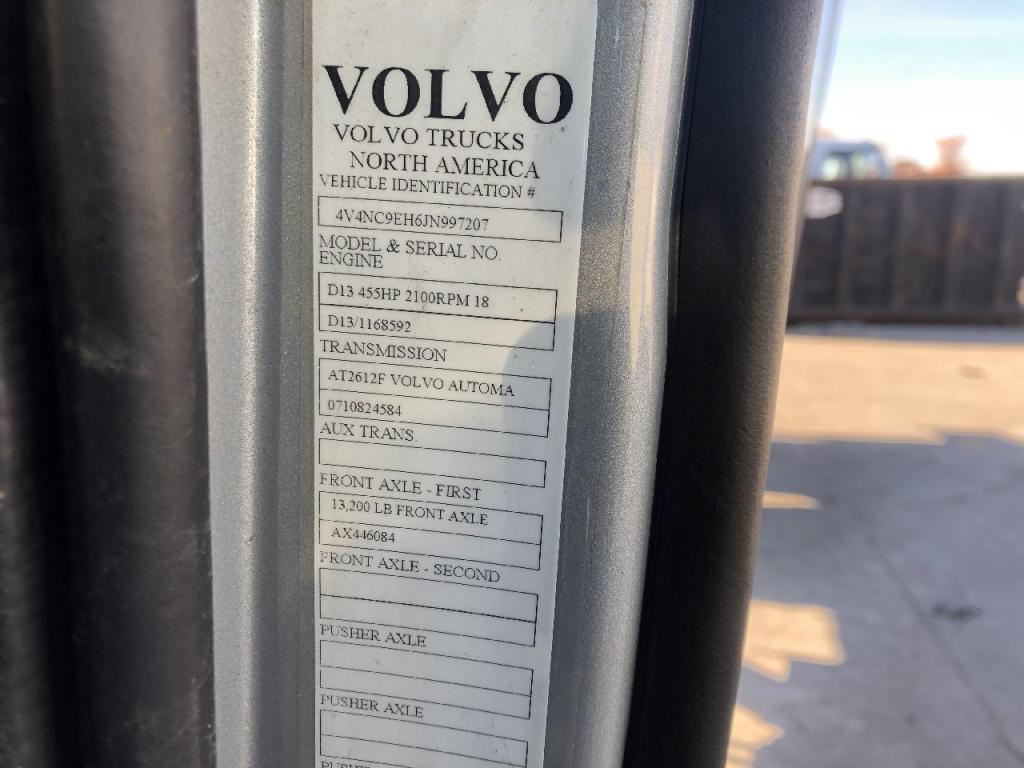 VOLVO
VOLVO TRUCKS
NORTH AMERICA
VEHICLE IDENTIFICATION #
4V4NC9EH6JN997207
MODEL & SERIAL NO.
ENGINE
D13 455HP 2100RPM 18
D13/1168592
TRANSMISSION
AT2612F VOLVO AUTOMA
0710824584
AUX TRANS.
FRONT AXLE - FIRST
13,200 LB FRONT AXLE
AX446084
FRONT AXLE - SECOND
PUSHER AXLE
PUSHER AXLE